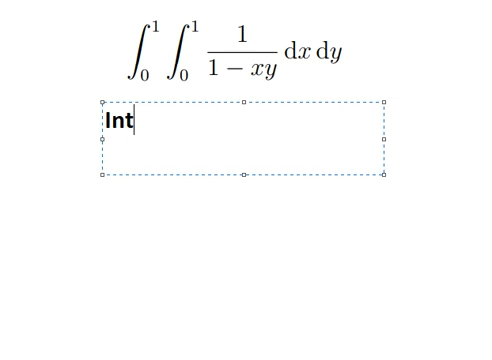 ∫₀¹ ∫₀¹ 1/(1 − xy) dx dy
Int